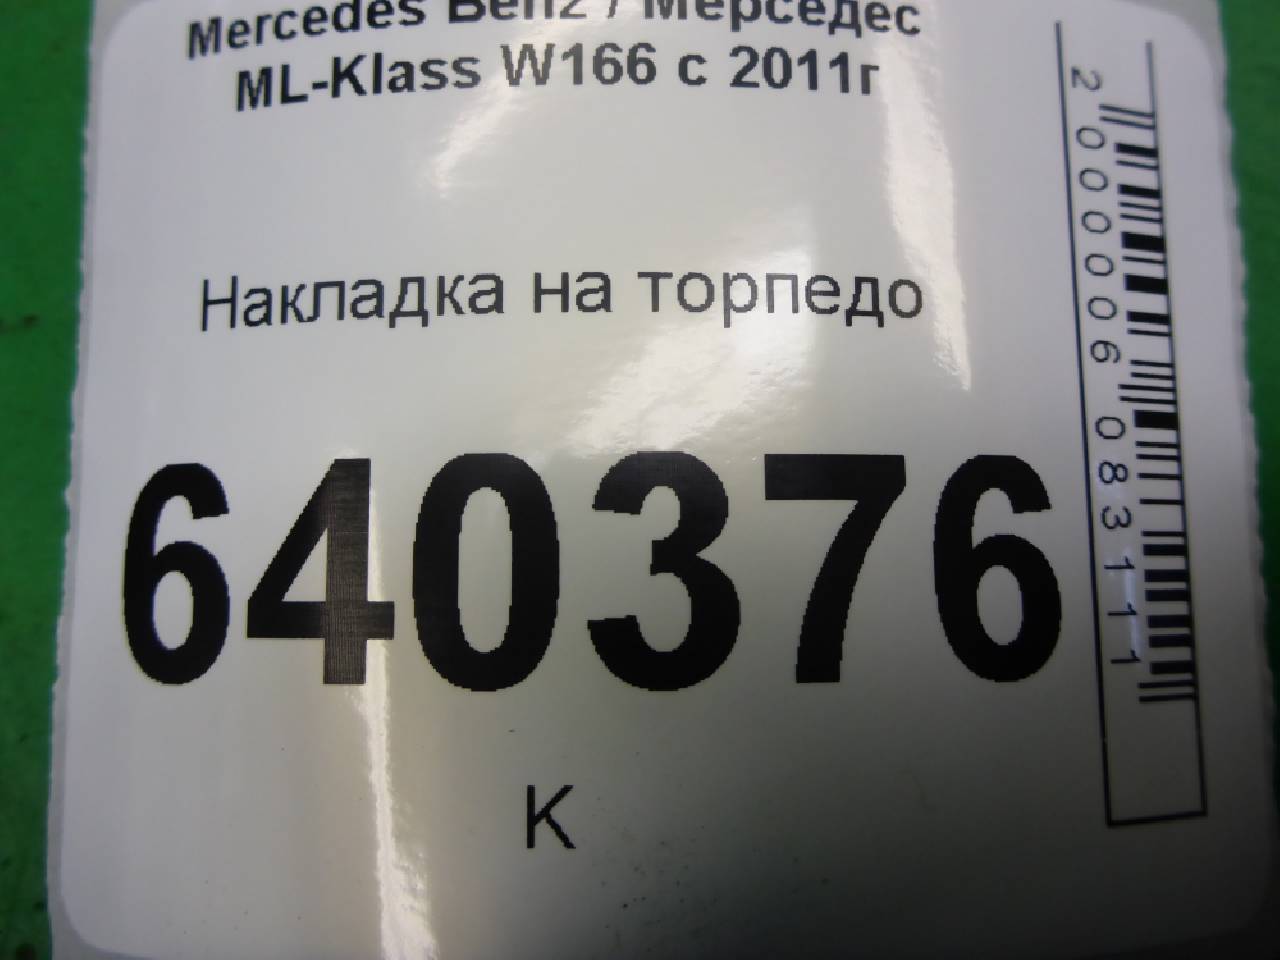 Mercedes Benz / Мерседес
ML-Klass W166 с 2011г
Накладка на торпедо
640376
К
2000006083111